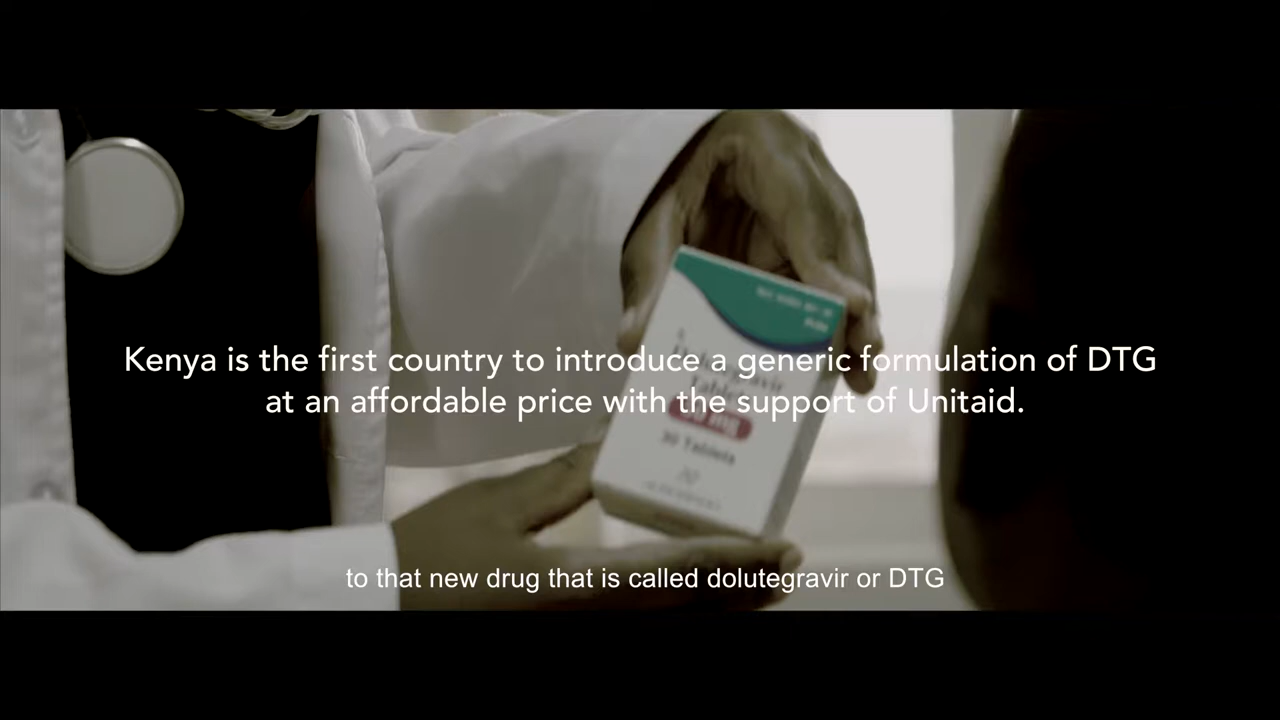 Kenya is the first country to introduce a generic formulation of DTG
at an affordable price with the support of Unitaid.
Tablets
30 Tablets
to that new drug that is called dolutegravir or DTG